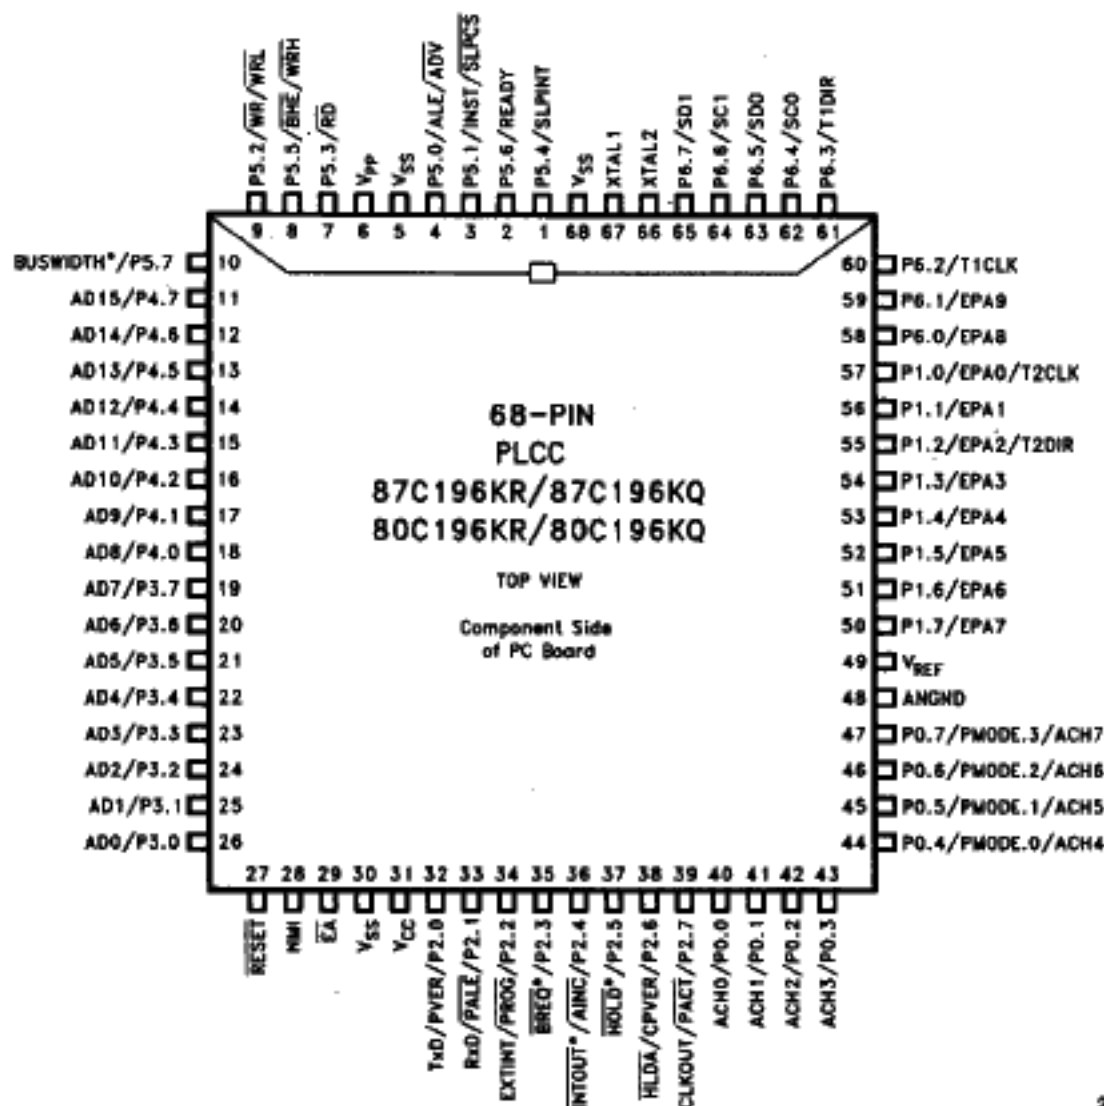 P5.2/WR/WRL
P5.5/BHE/WRH
P5.3/RD
VPP
VSS
P5.0/ALE/ADV
P5.1/INST/SLPCS
P5.6/READY
P5.4/SLPINT
VSS
XTAL1
XTAL2
P6.7/SD1
P6.6/SC1
P6.5/SD0
P6.4/SC0
P6.3/T1DIR
9 8 7 6 5 4 3 2 1 68 67 66 65 64 63 62 61
BUSWIDTH*/P5.7 10
AD15/P4.7 11
AD14/P4.6 12
AD13/P4.5 13
AD12/P4.4 14
AD11/P4.3 15
AD10/P4.2 16
AD9/P4.1 17
AD8/P4.0 18
AD7/P3.7 19
AD6/P3.6 20
AD5/P3.5 21
AD4/P3.4 22
AD3/P3.3 23
AD2/P3.2 24
AD1/P3.1 25
AD0/P3.0 26
68-PIN
PLCC
87C196KR/87C196KQ
80C196KR/80C196KQ
TOP VIEW
Component Side
of PC Board
60 P6.2/T1CLK
59 P6.1/EPA9
58 P6.0/EPA8
57 P1.0/EPA0/T2CLK
56 P1.1/EPA1
55 P1.2/EPA2/T2DIR
54 P1.3/EPA3
53 P1.4/EPA4
52 P1.5/EPA5
51 P1.6/EPA6
50 P1.7/EPA7
49 VREF
48 ANGND
47 P0.7/PMODE.3/ACH7
46 P0.6/PMODE.2/ACH6
45 P0.5/PMODE.1/ACH5
44 P0.4/PMODE.0/ACH4
27 28 29 30 31 32 33 34 35 36 37 38 39 40 41 42 43
RESET
NMI
EA
VSS
VCC
TxD/PVER/P2.0
RxD/PALE/P2.1
EXTINT/PROG/P2.2
BREQ*/P2.3
INTOUT*/AINC/P2.4
HOLD*/P2.5
HLDA/CPVER/P2.6
CLKOUT/PACT/P2.7
ACH0/P0.0
ACH1/P0.1
ACH2/P0.2
ACH3/P0.3